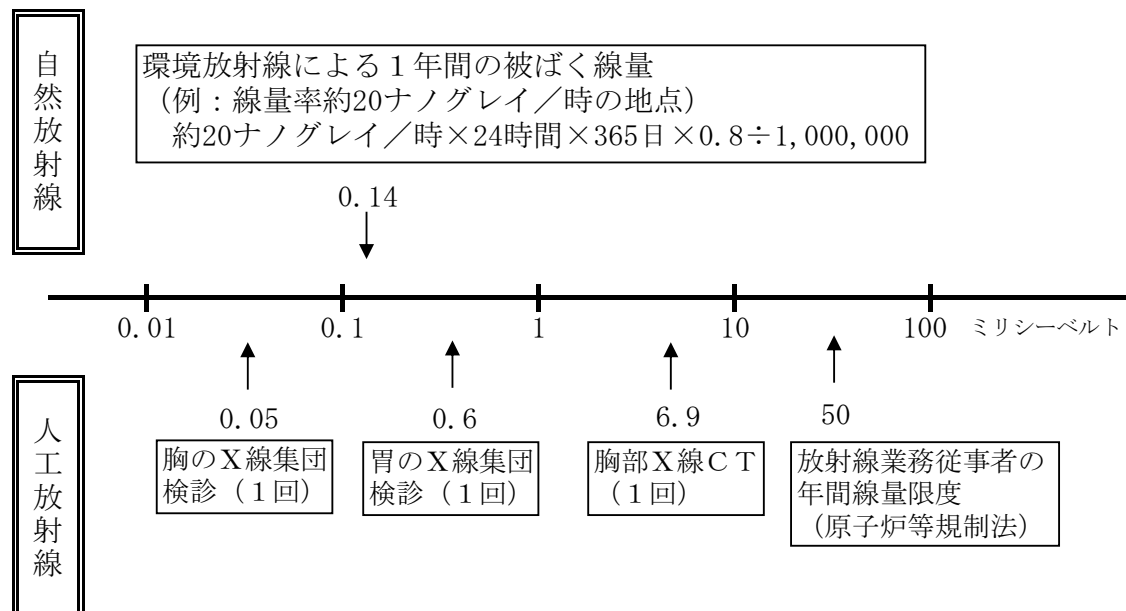 自然放射線
環境放射線による１年間の被ばく線量
（例：線量率約20ナノグレイ／時の地点）
約20ナノグレイ／時×24時間×365日×0.8÷1,000,000
0.14
0.01 0.1 1 10 100 ミリシーベルト
人工放射線
0.05 0.6 6.9 50
胸のＸ線集団
検診（１回）
胃のＸ線集団
検診（１回）
胸部Ｘ線ＣＴ
（１回）
放射線業務従事者の
年間線量限度
（原子炉等規制法）